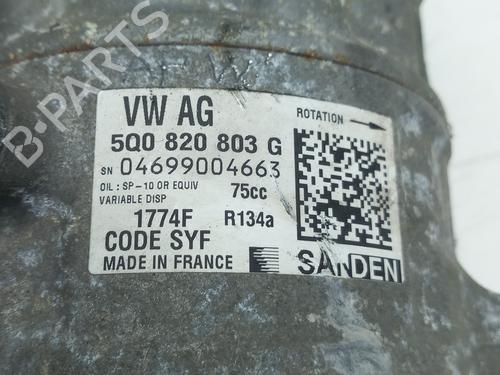 B-PARTS
VW AG
ROTATION
5Q0 820 803 G
SN 04699004663
OIL : SP-10 OR EQUIV 75cc
VARIABLE DISP
1774F R134a
CODE SYF
MADE IN FRANCE
SANDEN